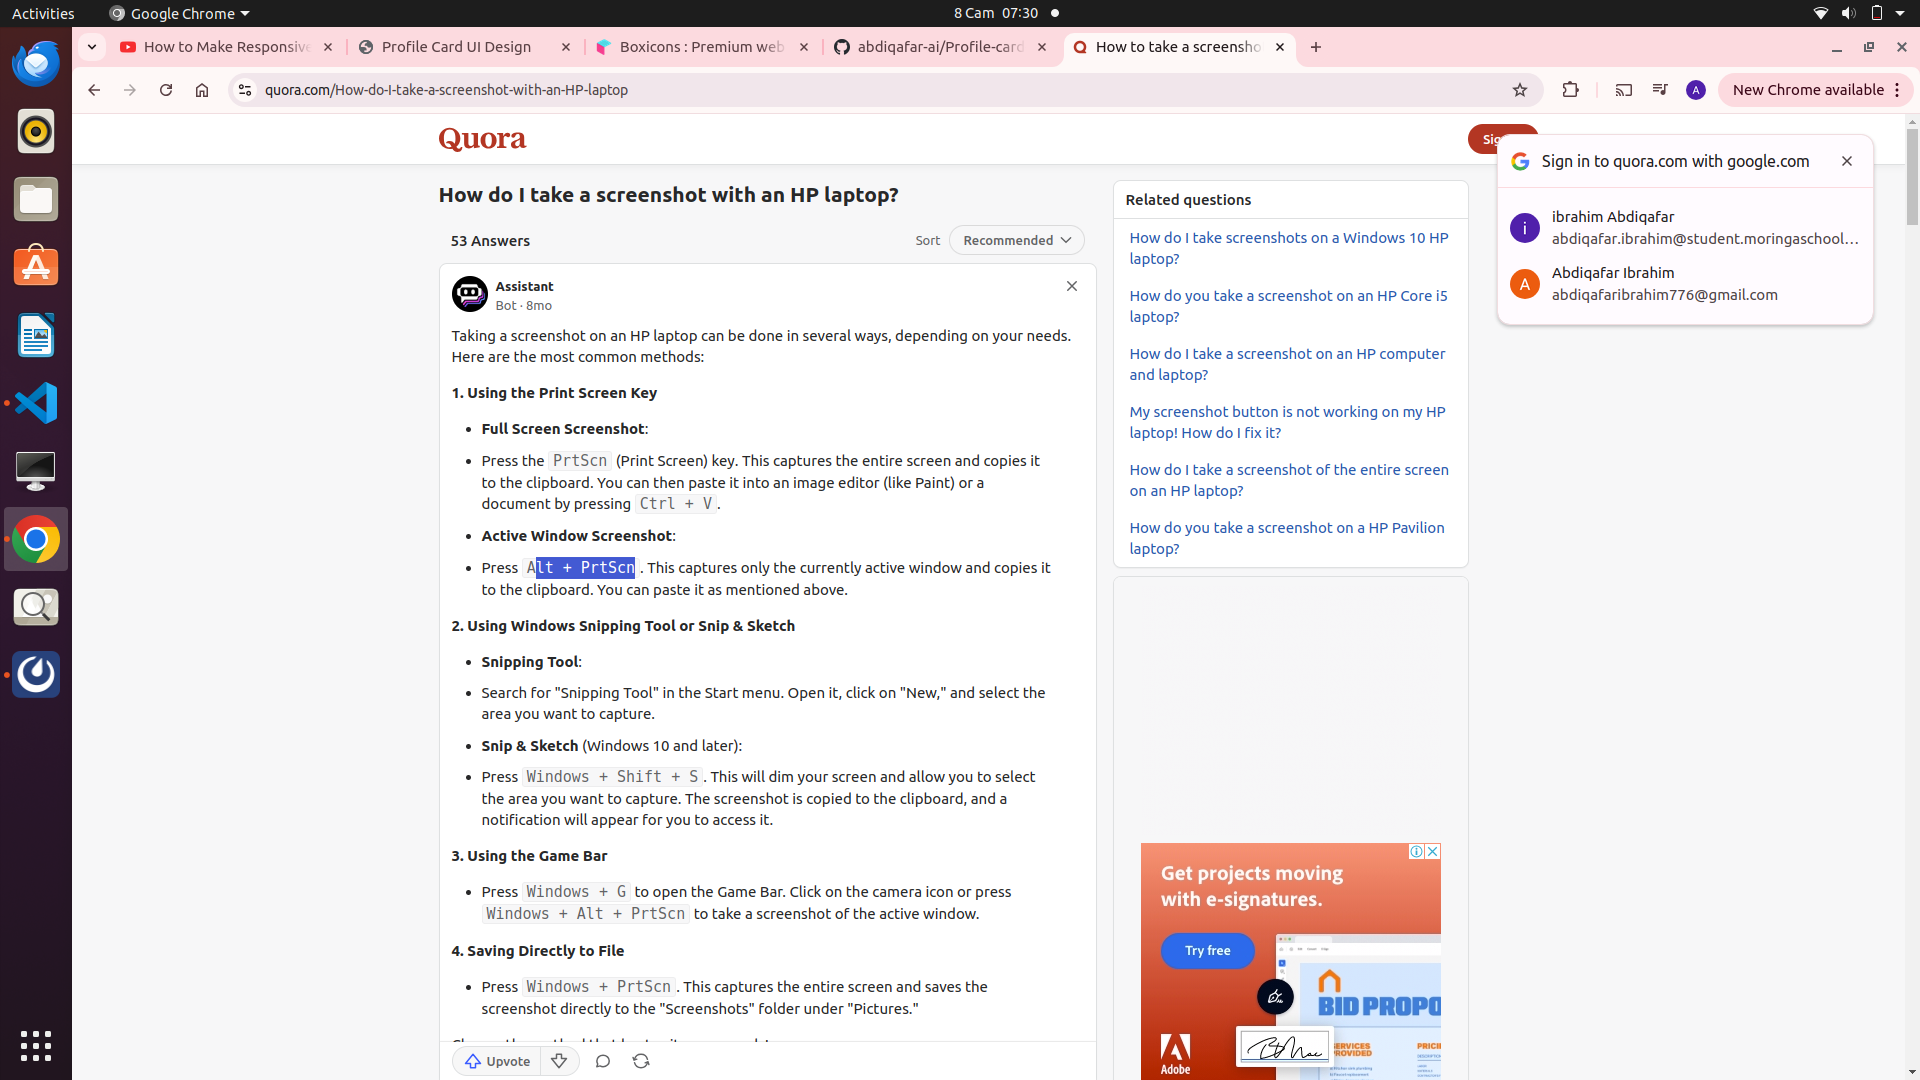 Activities
Google Chrome
8 Cam 07:30
How to Make Responsive
Profile Card UI Design
Boxicons : Premium web
abdiqafar-ai/Profile-card
How to take a screensho
quora.com/How-do-I-take-a-screenshot-with-an-HP-laptop
A
New Chrome available
Quora
Sig
Sign in to quora.com with google.com
i
ibrahim Abdiqafar
abdiqafar.ibrahim@student.moringaschool…
A
Abdiqafar Ibrahim
abdiqafaribrahim776@gmail.com
How do I take a screenshot with an HP laptop?
53 Answers
Sort
Recommended
Assistant
Bot · 8mo
Taking a screenshot on an HP laptop can be done in several ways, depending on your needs.
Here are the most common methods:
1. Using the Print Screen Key
• Full Screen Screenshot:
• Press the PrtScn (Print Screen) key. This captures the entire screen and copies it
to the clipboard. You can then paste it into an image editor (like Paint) or a
document by pressing Ctrl + V.
• Active Window Screenshot:
• Press Alt + PrtScn. This captures only the currently active window and copies it
to the clipboard. You can paste it as mentioned above.
2. Using Windows Snipping Tool or Snip & Sketch
• Snipping Tool:
• Search for "Snipping Tool" in the Start menu. Open it, click on "New," and select the
area you want to capture.
• Snip & Sketch (Windows 10 and later):
• Press Windows + Shift + S. This will dim your screen and allow you to select
the area you want to capture. The screenshot is copied to the clipboard, and a
notification will appear for you to access it.
3. Using the Game Bar
• Press Windows + G to open the Game Bar. Click on the camera icon or press
Windows + Alt + PrtScn to take a screenshot of the active window.
4. Saving Directly to File
• Press Windows + PrtScn. This captures the entire screen and saves the
screenshot directly to the "Screenshots" folder under "Pictures."
Upvote
Related questions
How do I take screenshots on a Windows 10 HP
laptop?
How do you take a screenshot on an HP Core i5
laptop?
How do I take a screenshot on an HP computer
and laptop?
My screenshot button is not working on my HP
laptop! How do I fix it?
How do I take a screenshot of the entire screen
on an HP laptop?
How do you take a screenshot on a HP Pavilion
laptop?
Get projects moving
with e-signatures.
Try free
BID PROPO
SERVICES
PROVIDED
PRICI
Adobe